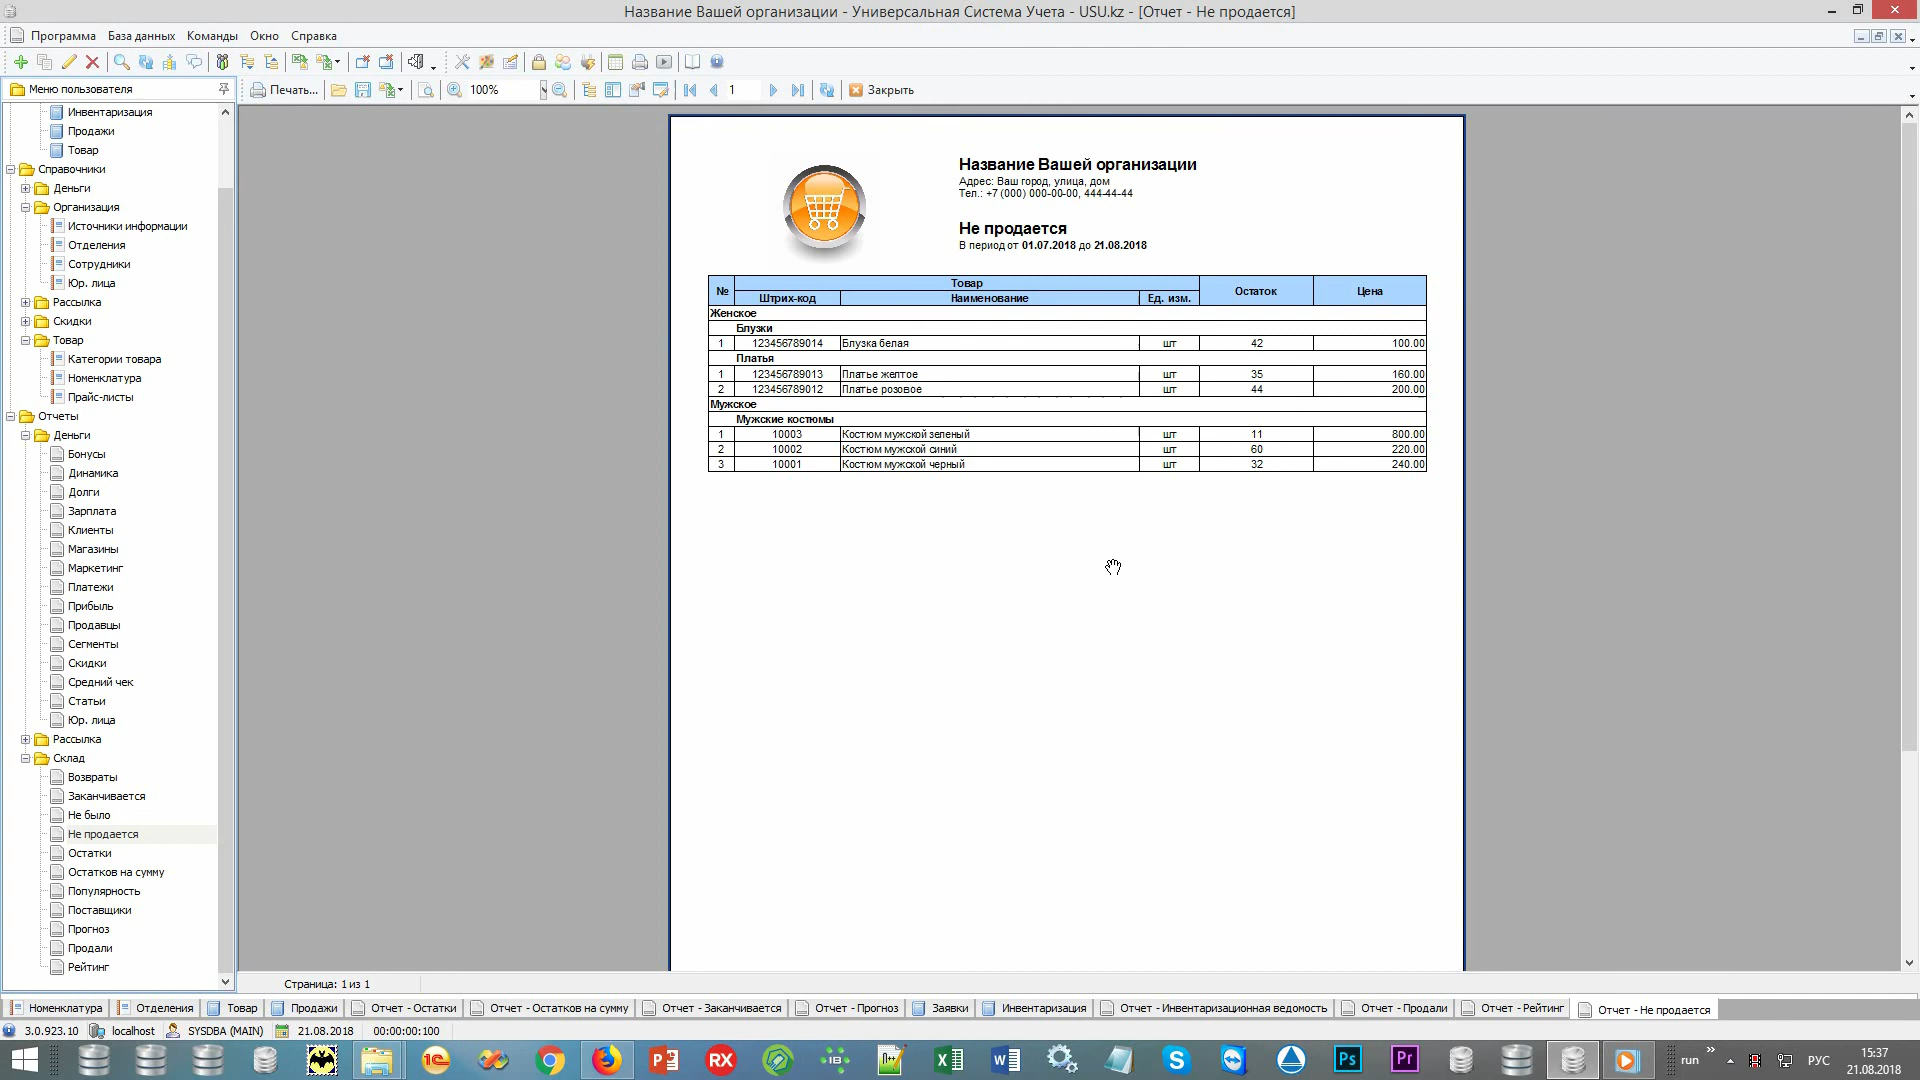 Название Вашей организации - Универсальная Система Учета - USU.kz - [Отчет - Не продается]
Программа База данных Команды Окно Справка
Меню пользователя
Печать... 100% 1 Закрыть
Инвентаризация
Продажи
Товар
Справочники
Деньги
Организация
Источники информации
Отделения
Сотрудники
Юр. лица
Рассылка
Скидки
Товар
Категории товара
Номенклатура
Прайс-листы
Отчеты
Деньги
Бонусы
Динамика
Долги
Зарплата
Клиенты
Магазины
Маркетинг
Платежи
Прибыль
Продавцы
Сегменты
Скидки
Средний чек
Статьи
Юр. лица
Рассылка
Склад
Возвраты
Заканчивается
Не было
Не продается
Остатки
Остатков на сумму
Популярность
Поставщики
Прогноз
Продали
Рейтинг
Название Вашей организации
Адрес: Ваш город, улица, дом
Тел.: +7 (000) 000-00-00, 444-44-44
Не продается
В период от 01.07.2018 до 21.08.2018
№ Товар Остаток Цена
Штрих-код Наименование Ед. изм.
Женское
Блузки
1 123456789014 Блузка белая шт 42 100.00
Платья
1 123456789013 Платье желтое шт 35 160.00
2 123456789012 Платье розовое шт 44 200.00
Мужское
Мужские костюмы
1 10003 Костюм мужской зеленый шт 11 800.00
2 10002 Костюм мужской синий шт 60 220.00
3 10001 Костюм мужской черный шт 32 240.00
Страница: 1 из 1
Номенклатура Отделения Товар Продажи Отчет - Остатки Отчет - Остатков на сумму Отчет - Заканчивается Отчет - Прогноз Заявки Инвентаризация Отчет - Инвентаризационная ведомость Отчет - Продали Отчет - Рейтинг Отчет - Не продается
3.0.923.10 localhost SYSDBA (MAIN) 21.08.2018 00:00:00:100
run » РУС 15:37
21.08.2018